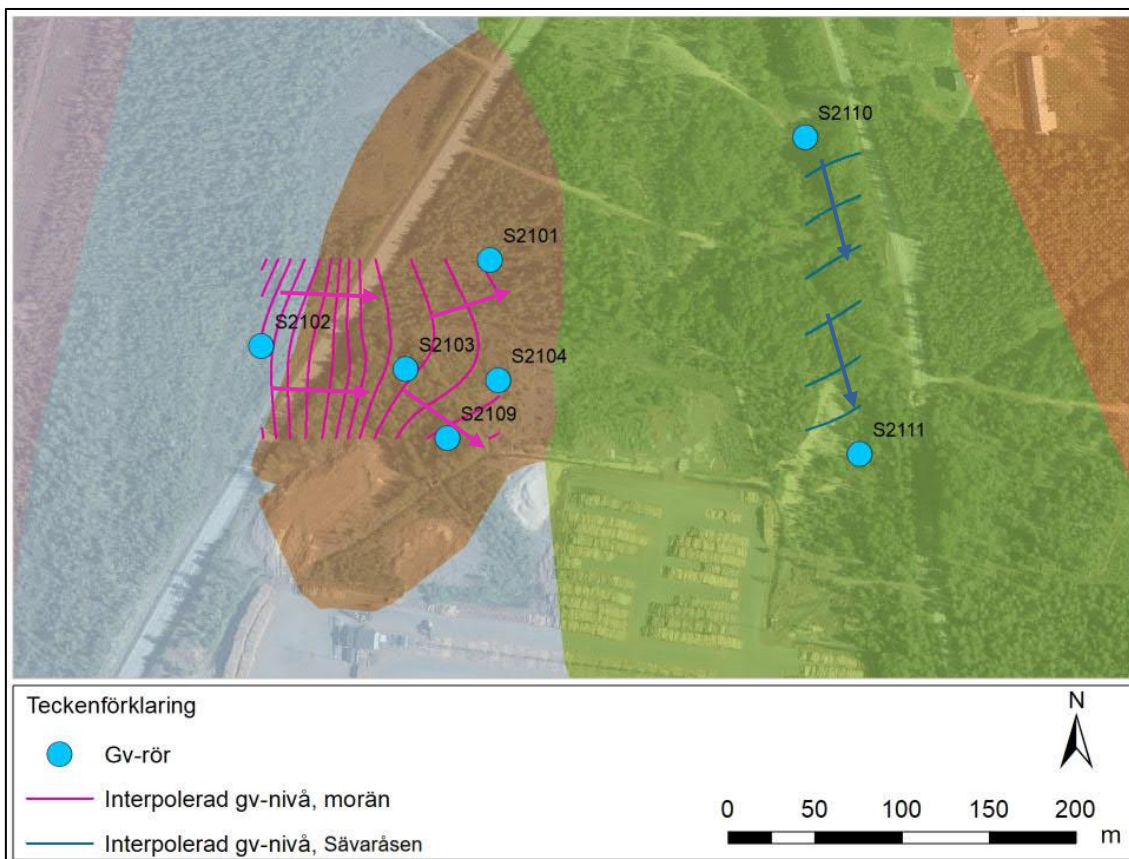 S2110
S2101
S2102
S2103
S2104
S2109
S2111
Teckenförklaring
N
Gv-rör
Interpolerad gv-nivå, morän
0 50 100 150 200
m
Interpolerad gv-nivå, Sävaråsen